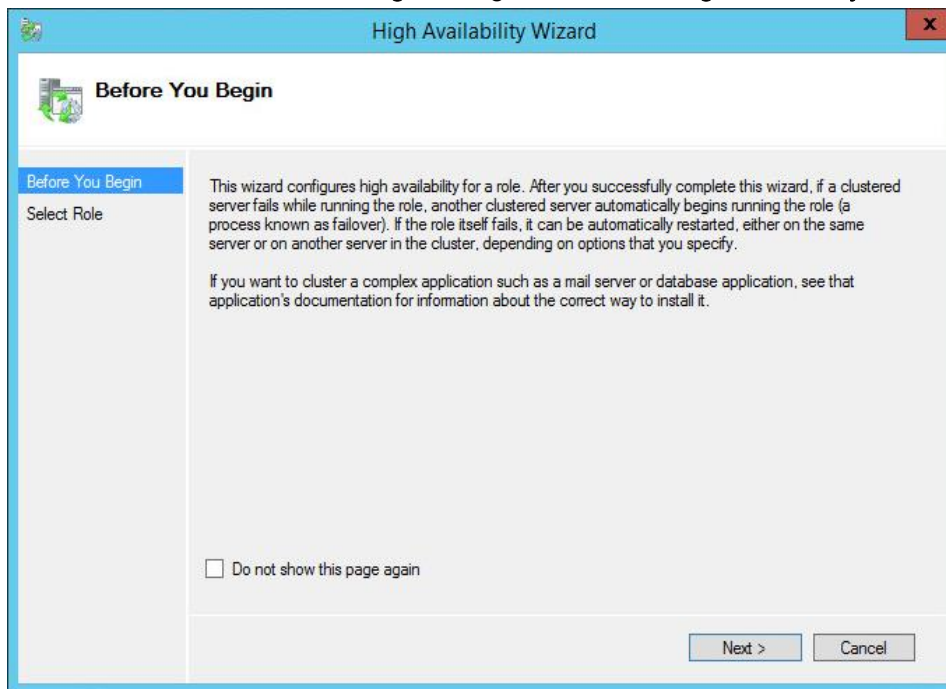 High Availability Wizard
x
Before You Begin
Before You Begin
Select Role
This wizard configures high availability for a role. After you successfully complete this wizard, if a clustered
server fails while running the role, another clustered server automatically begins running the role (a
process known as failover). If the role itself fails, it can be automatically restarted, either on the same
server or on another server in the cluster, depending on options that you specify.
If you want to cluster a complex application such as a mail server or database application, see that
application's documentation for information about the correct way to install it.
Do not show this page again
Next >
Cancel